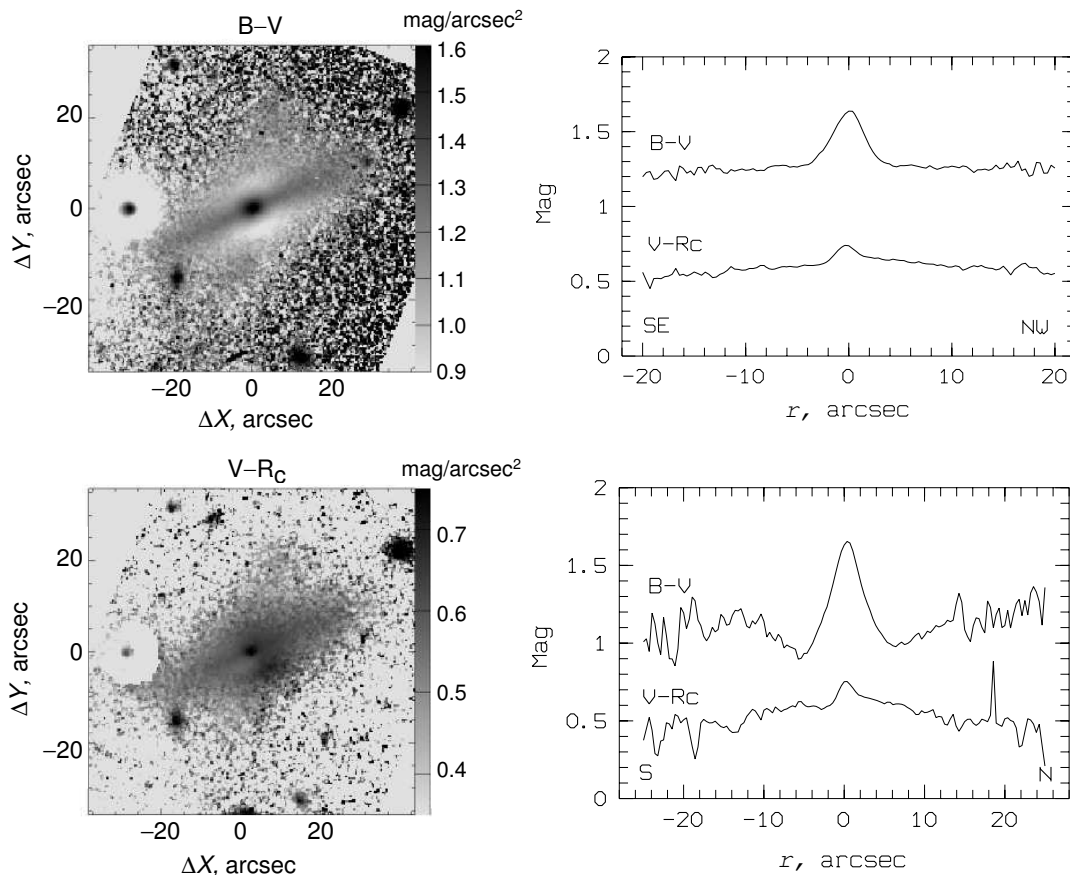 B–V
mag/arcsec²
1.6
1.5
1.4
1.3
1.2
1.1
1.0
0.9
20
0
−20
ΔY, arcsec
−20
0
20
ΔX, arcsec
2
1.5
1
0.5
0
Mag
B-V
V-Rc
SE
NW
−20
−10
0
10
20
r, arcsec
V–R_C
mag/arcsec²
0.7
0.6
0.5
0.4
20
0
−20
ΔY, arcsec
−20
0
20
ΔX, arcsec
2
1.5
1
0.5
0
Mag
B-V
V-Rc
S
N
−20
−10
0
10
20
r, arcsec